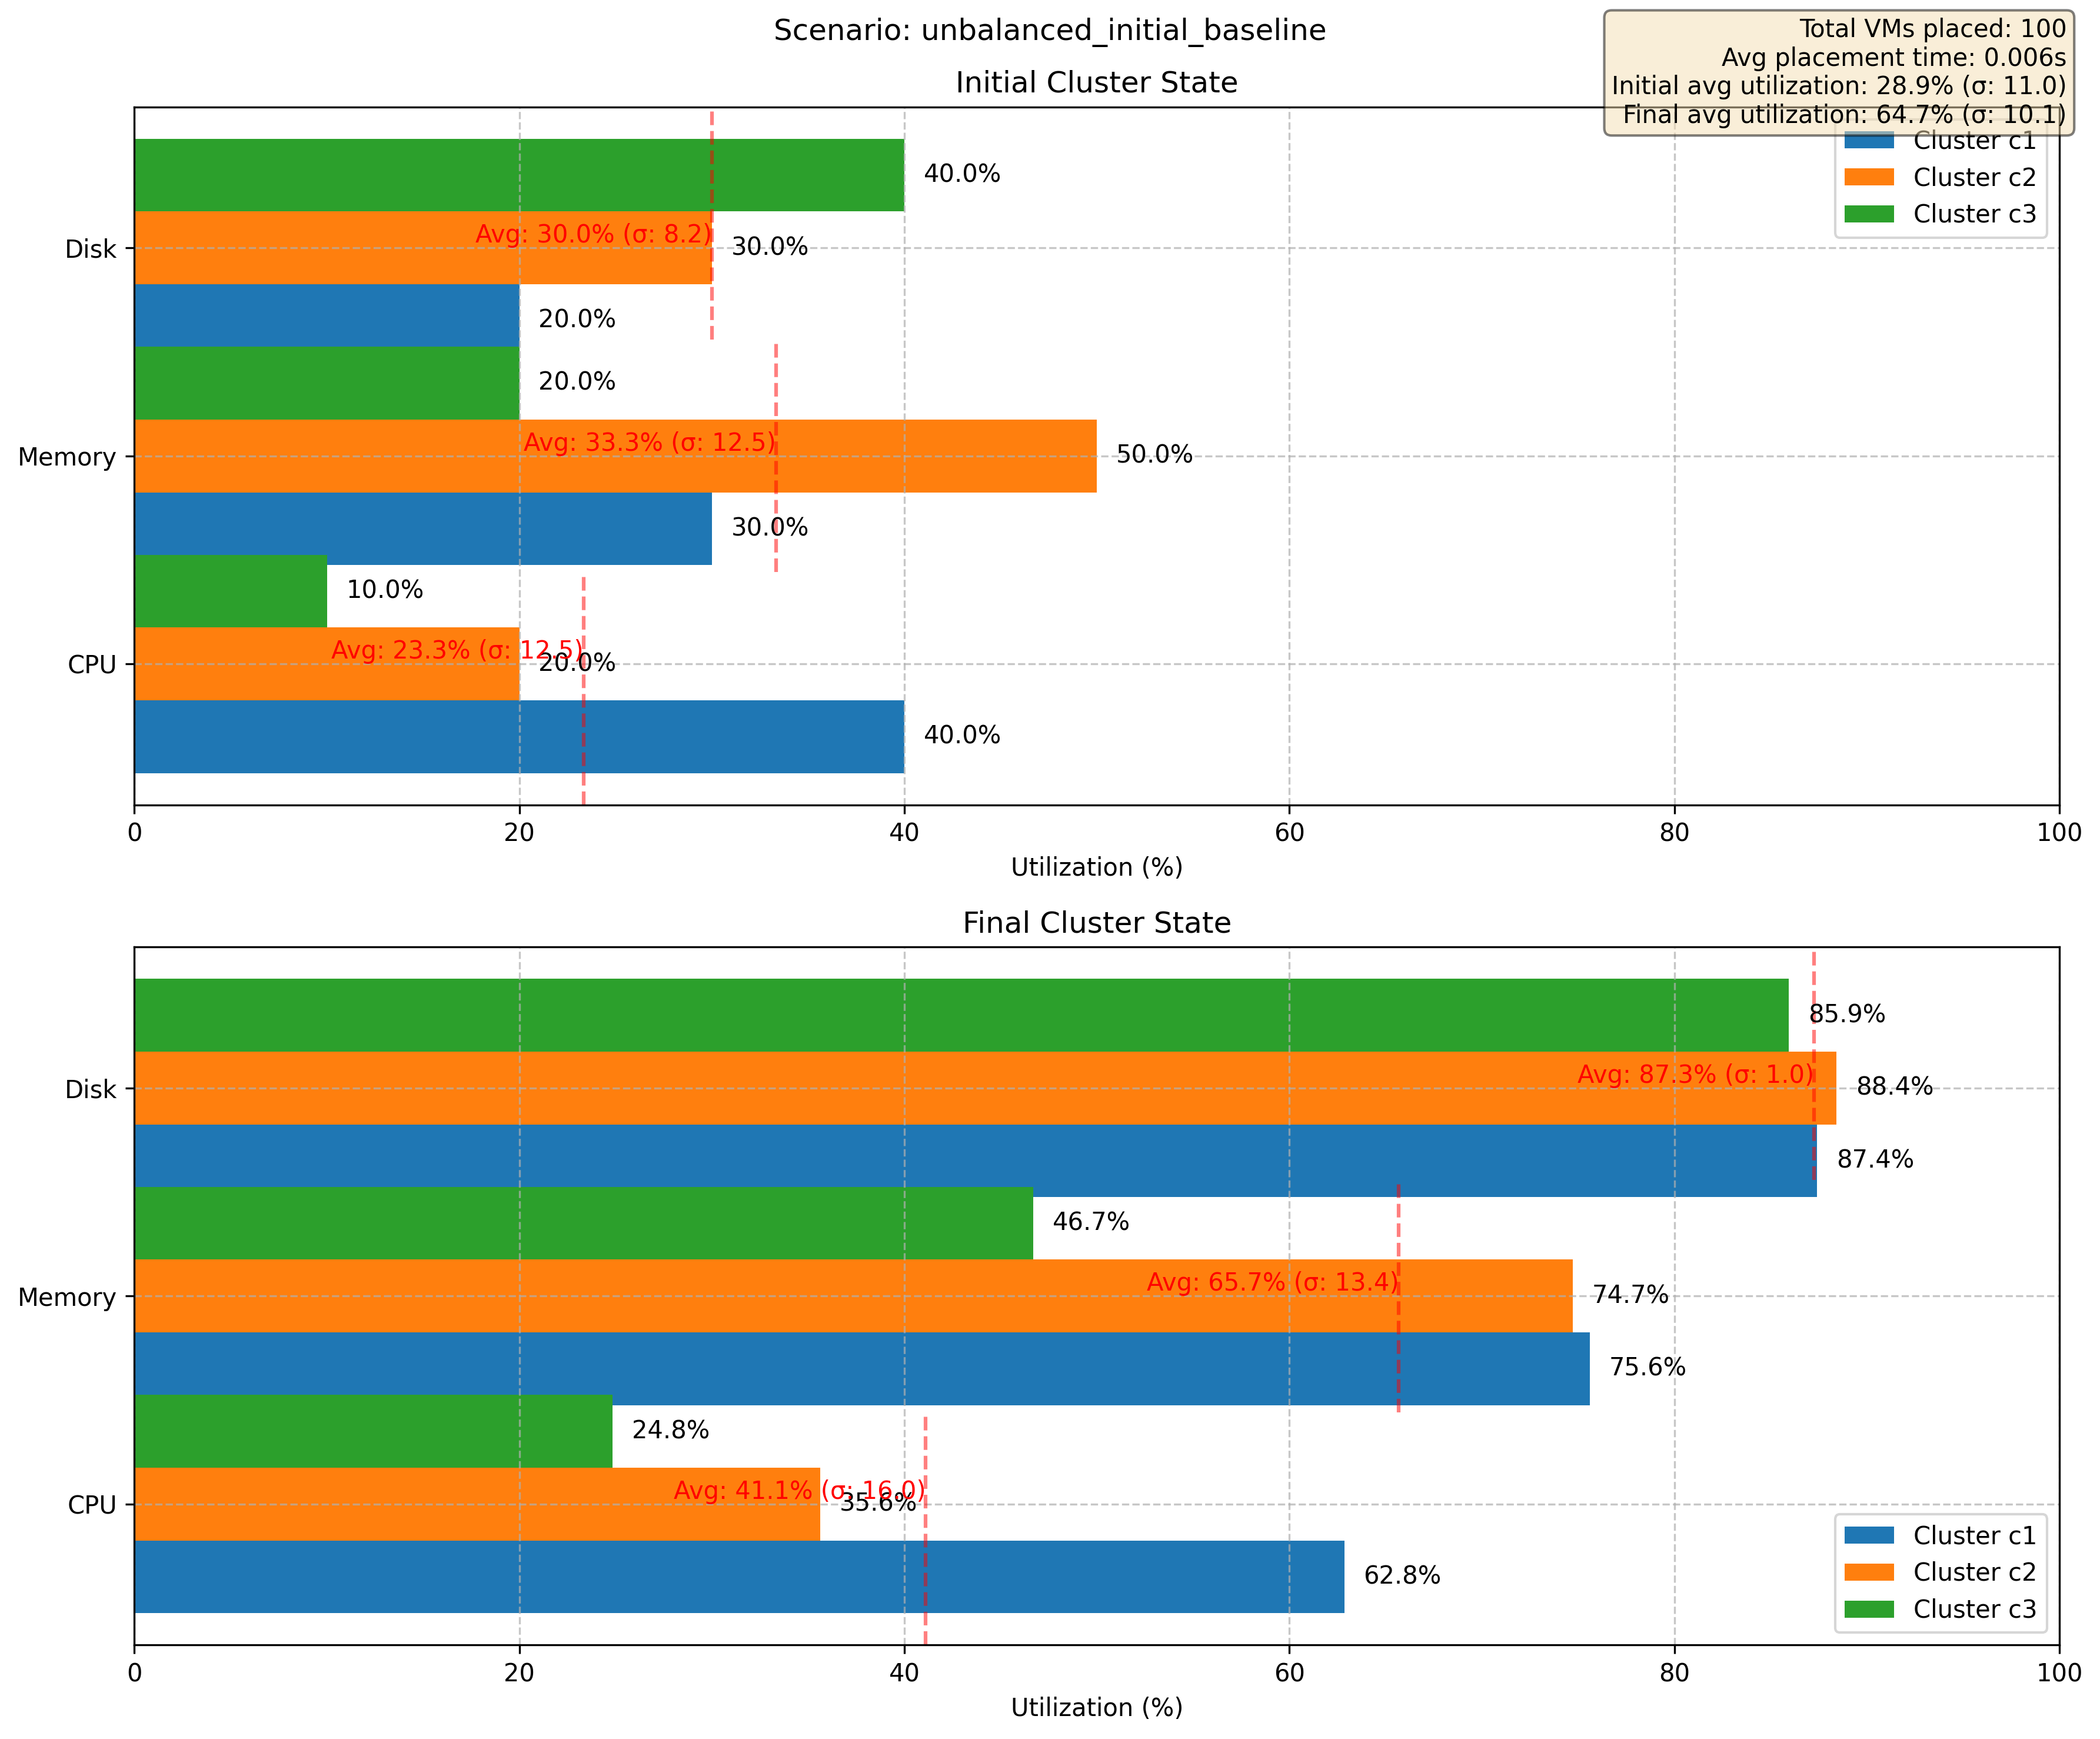 Scenario: unbalanced_initial_baseline
Total VMs placed: 100
Avg placement time: 0.006s
Initial avg utilization: 28.9% (σ: 11.0)
Final avg utilization: 64.7% (σ: 10.1)
Initial Cluster State
Cluster c1
Cluster c2
Cluster c3
40.0%
Disk
Avg: 30.0% (σ: 8.2)
30.0%
20.0%
20.0%
Memory
Avg: 33.3% (σ: 12.5)
50.0%
30.0%
10.0%
CPU
Avg: 23.3% (σ: 12.5)
20.0%
40.0%
0 20 40 60 80 100
Utilization (%)
Final Cluster State
85.9%
Disk
Avg: 87.3% (σ: 1.0)
88.4%
87.4%
46.7%
Memory
Avg: 65.7% (σ: 13.4)
74.7%
75.6%
24.8%
CPU
Avg: 41.1% (σ: 16.0)
35.6%
62.8%
Cluster c1
Cluster c2
Cluster c3
0 20 40 60 80 100
Utilization (%)